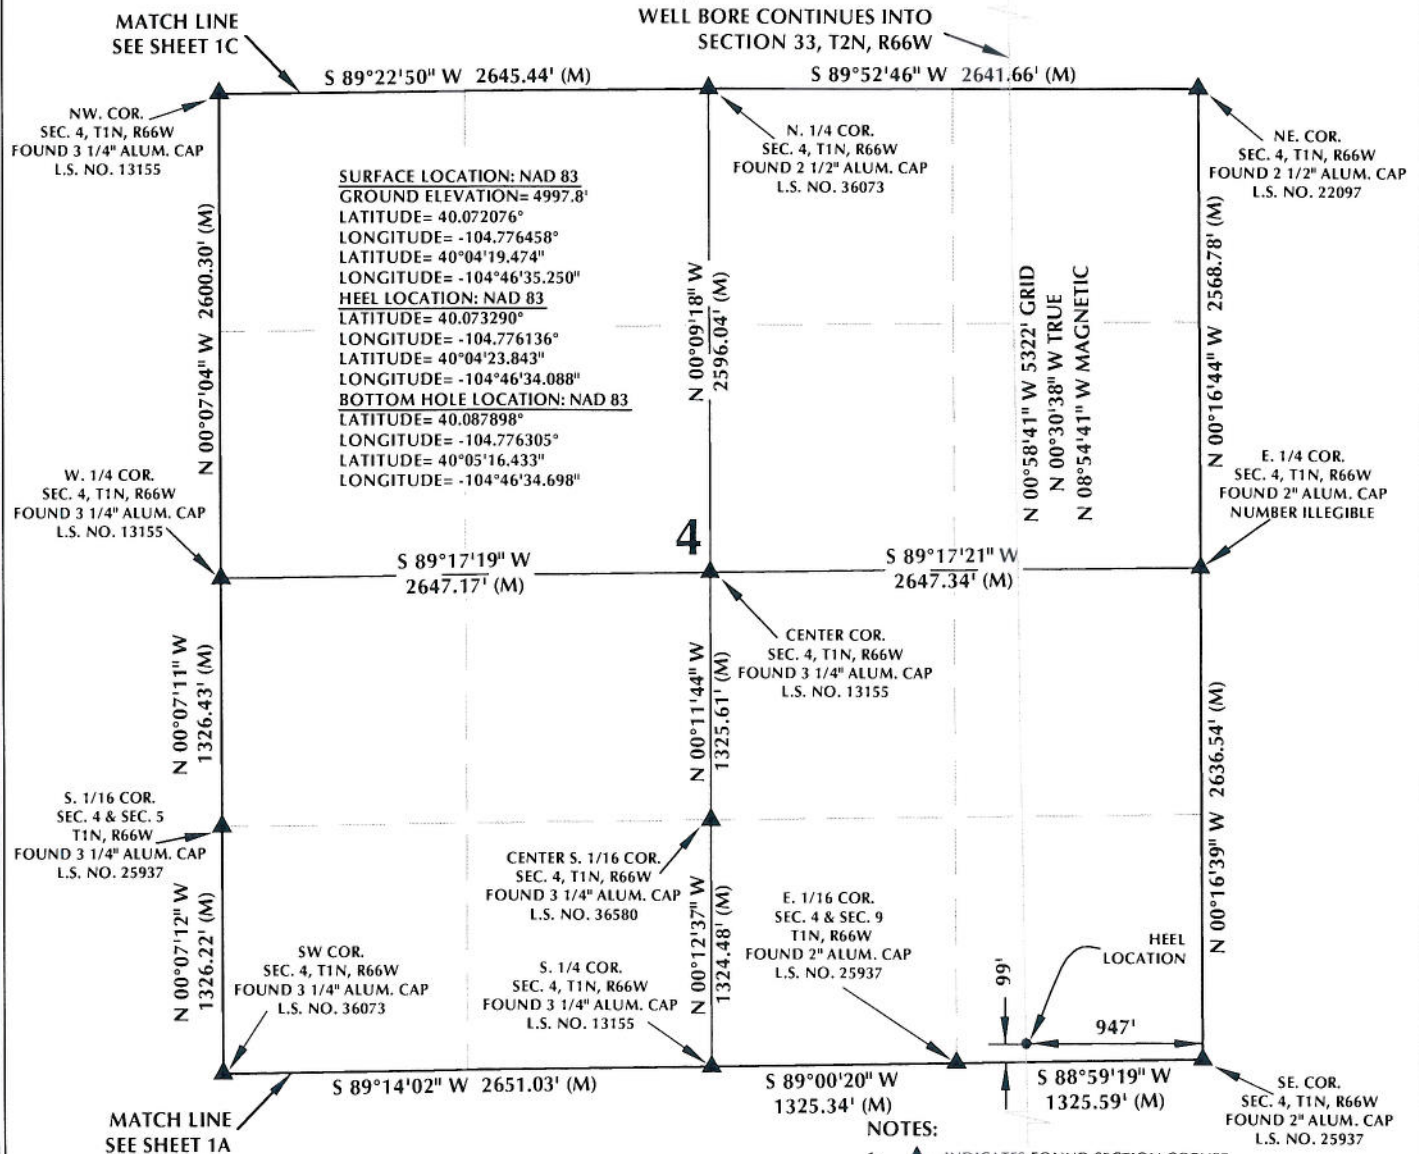 MATCH LINE
SEE SHEET 1C
WELL BORE CONTINUES INTO
SECTION 33, T2N, R66W
S 89°22'50" W 2645.44' (M)
S 89°52'46" W 2641.66' (M)
NW. COR.
SEC. 4, T1N, R66W
FOUND 3 1/4" ALUM. CAP
L.S. NO. 13155
N. 1/4 COR.
SEC. 4, T1N, R66W
FOUND 2 1/2" ALUM. CAP
L.S. NO. 36073
NE. COR.
SEC. 4, T1N, R66W
FOUND 2 1/2" ALUM. CAP
L.S. NO. 22097
SURFACE LOCATION: NAD 83
GROUND ELEVATION= 4997.8'
LATITUDE= 40.072076°
LONGITUDE= -104.776458°
LATITUDE= 40°04'19.474"
LONGITUDE= -104°46'35.250"
HEEL LOCATION: NAD 83
LATITUDE= 40.073290°
LONGITUDE= -104.776136°
LATITUDE= 40°04'23.843"
LONGITUDE= -104°46'34.088"
BOTTOM HOLE LOCATION: NAD 83
LATITUDE= 40.087898°
LONGITUDE= -104.776305°
LATITUDE= 40°05'16.433"
LONGITUDE= -104°46'34.698"
N 00°07'04" W 2600.30' (M)
N 00°09'18" W
2596.04' (M)
N 00°58'41" W 5322' GRID
N 00°30'38" W TRUE
N 08°54'41" W MAGNETIC
N 00°16'44" W 2568.78' (M)
W. 1/4 COR.
SEC. 4, T1N, R66W
FOUND 3 1/4" ALUM. CAP
L.S. NO. 13155
E. 1/4 COR.
SEC. 4, T1N, R66W
FOUND 2" ALUM. CAP
NUMBER ILLEGIBLE
4
S 89°17'19" W
2647.17' (M)
S 89°17'21" W
2647.34' (M)
CENTER COR.
SEC. 4, T1N, R66W
FOUND 3 1/4" ALUM. CAP
L.S. NO. 13155
N 00°07'11" W
1326.43' (M)
N 00°11'44" W
1325.61' (M)
N 00°16'39" W 2636.54' (M)
S. 1/16 COR.
SEC. 4 & SEC. 5
T1N, R66W
FOUND 3 1/4" ALUM. CAP
L.S. NO. 25937
CENTER S. 1/16 COR.
SEC. 4, T1N, R66W
FOUND 3 1/4" ALUM. CAP
L.S. NO. 36580
E. 1/16 COR.
SEC. 4 & SEC. 9
T1N, R66W
FOUND 2" ALUM. CAP
L.S. NO. 25937
N 00°07'12" W
1326.22' (M)
N 00°12'37" W
1324.48' (M)
SW COR.
SEC. 4, T1N, R66W
FOUND 3 1/4" ALUM. CAP
L.S. NO. 36073
S. 1/4 COR.
SEC. 4, T1N, R66W
FOUND 3 1/4" ALUM. CAP
L.S. NO. 13155
HEEL
LOCATION
99'
947'
S 89°14'02" W 2651.03' (M)
S 89°00'20" W
1325.34' (M)
S 88°59'19" W
1325.59' (M)
SE. COR.
SEC. 4, T1N, R66W
FOUND 2" ALUM. CAP
L.S. NO. 25937
MATCH LINE
SEE SHEET 1A
NOTES: